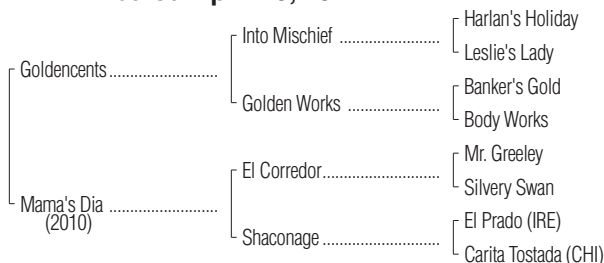 Harlan's Holiday
Into Mischief ....................
Leslie's Lady
Goldencents ......................
Banker's Gold
Golden Works ....................
Body Works
Mr. Greeley
El Corredor........................
Silvery Swan
Mama's Dia ......................
(2010)
El Prado (IRE)
Shaconage ........................
Carita Tostada (CHI)